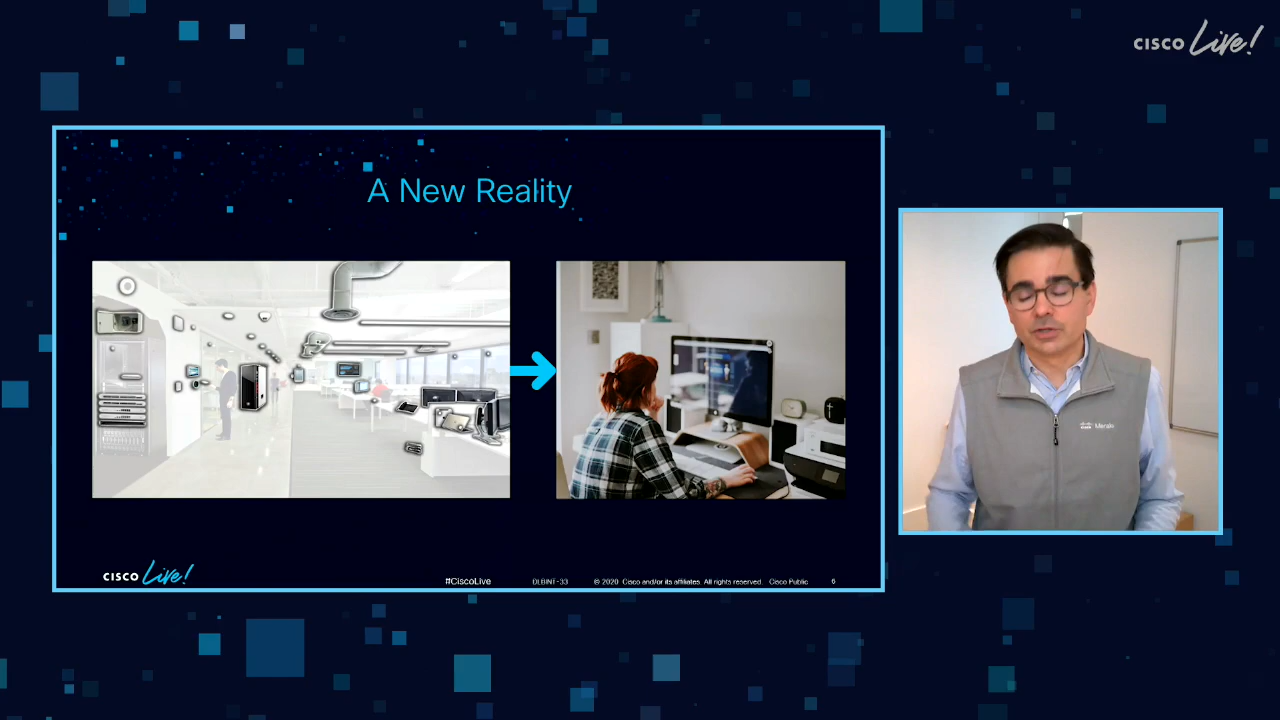 CISCO Live!
A New Reality
CISCO Meraki
CISCO Live!
#CiscoLive
DLBINT-33
© 2020 Cisco and/or its affiliates. All rights reserved. Cisco Public
6